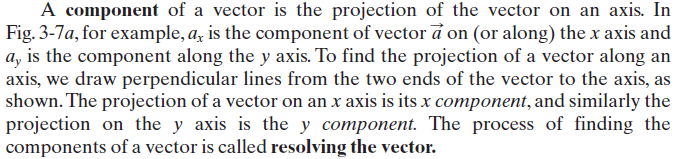 A component of a vector is the projection of the vector on an axis. In
Fig. 3-7a, for example, aₓ is the component of vector a⃗ on (or along) the x axis and
a_y is the component along the y axis. To find the projection of a vector along an
axis, we draw perpendicular lines from the two ends of the vector to the axis, as
shown. The projection of a vector on an x axis is its x component, and similarly the
projection on the y axis is the y component. The process of finding the
components of a vector is called resolving the vector.